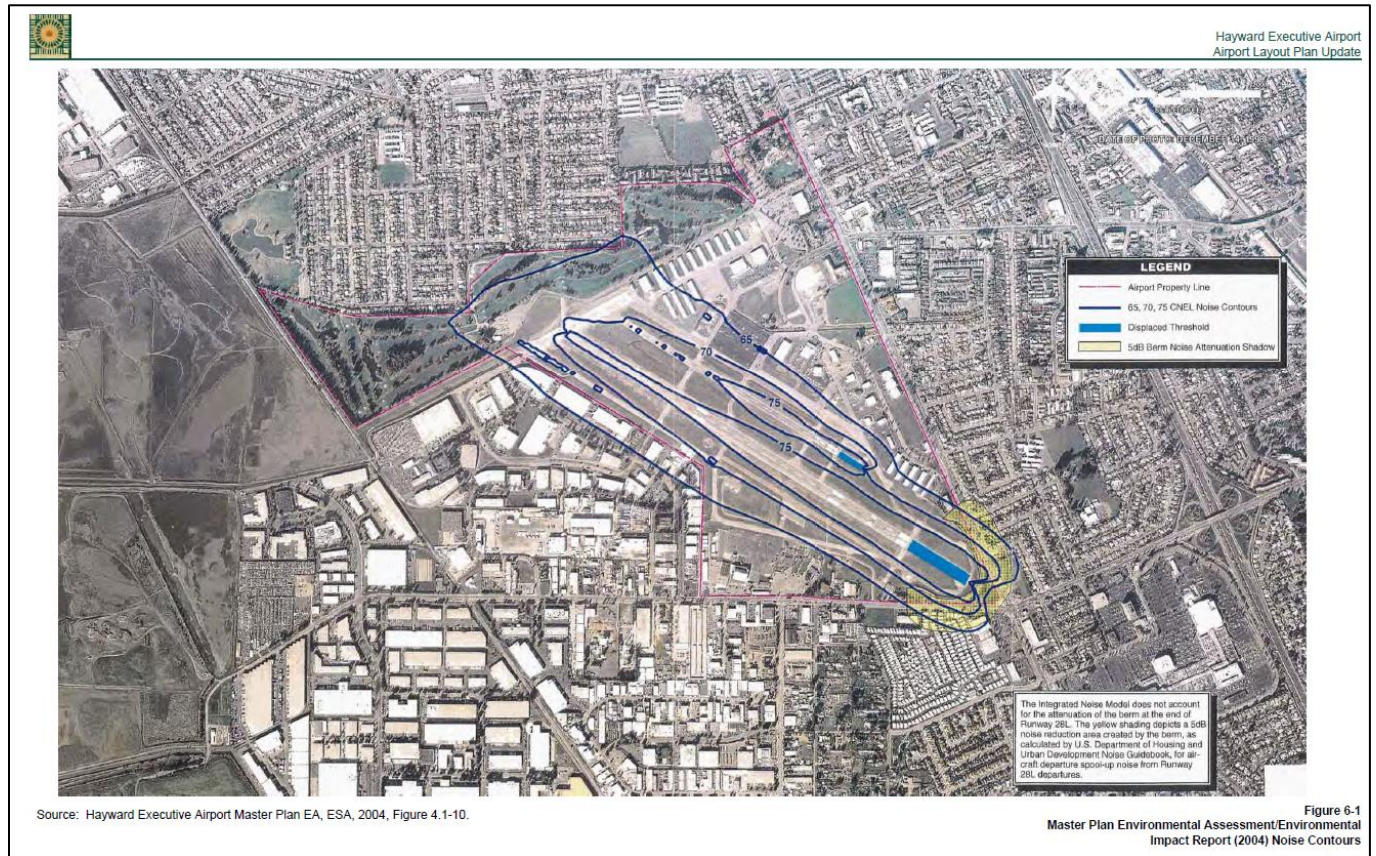 Hayward Executive Airport
Airport Layout Plan Update
DATE OF PHOTO: DECEMBER
LEGEND
Airport Property Line
65, 70, 75 CNEL Noise Contours
Displaced Threshold
5dB Berm Noise Attenuation Shadow
65
70
75
75
The Integrated Noise Model does not account
for the attenuation of the berm at the end of
Runway 28L. The yellow shading depicts a 5dB
noise reduction area created by the berm, as
calculated by U.S. Department of Housing and
Urban Development Noise Guidebook, for air-
craft departure spool-up noise from Runway
28L departures.
Source: Hayward Executive Airport Master Plan EA, ESA, 2004, Figure 4.1-10.
Figure 6-1
Master Plan Environmental Assessment/Environmental
Impact Report (2004) Noise Contours